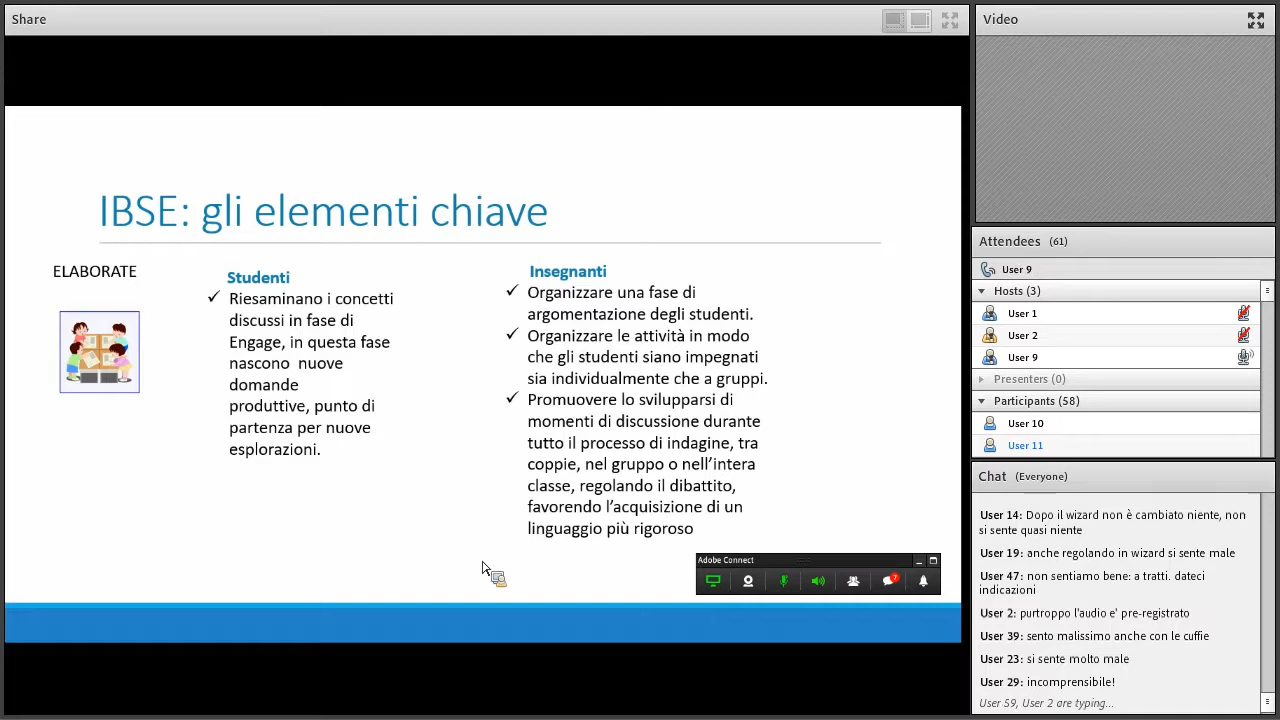 Share
IBSE: gli elementi chiave
ELABORATE
Studenti
Riesaminano i concetti
discussi in fase di
Engage, in questa fase
nascono nuove
domande
produttive, punto di
partenza per nuove
esplorazioni.
Insegnanti
Organizzare una fase di
argomentazione degli studenti.
Organizzare le attività in modo
che gli studenti siano impegnati
sia individualmente che a gruppi.
Promuovere lo svilupparsi di
momenti di discussione durante
tutto il processo di indagine, tra
coppie, nel gruppo o nell'intera
classe, regolando il dibattito,
favorendo l'acquisizione di un
linguaggio più rigoroso
Adobe Connect
7
Video
Attendees (61)
User 9
Hosts (3)
User 1
User 2
User 9
Presenters (0)
Participants (58)
User 10
User 11
Chat (Everyone)
User 14: Dopo il wizard non è cambiato niente, non
si sente quasi niente
User 19: anche regolando in wizard si sente male
User 47: non sentiamo bene: a tratti. dateci
indicazioni
User 2: purtroppo l'audio e' pre-registrato
User 39: sento malissimo anche con le cuffie
User 23: si sente molto male
User 29: incomprensibile!
User 59, User 2 are typing...